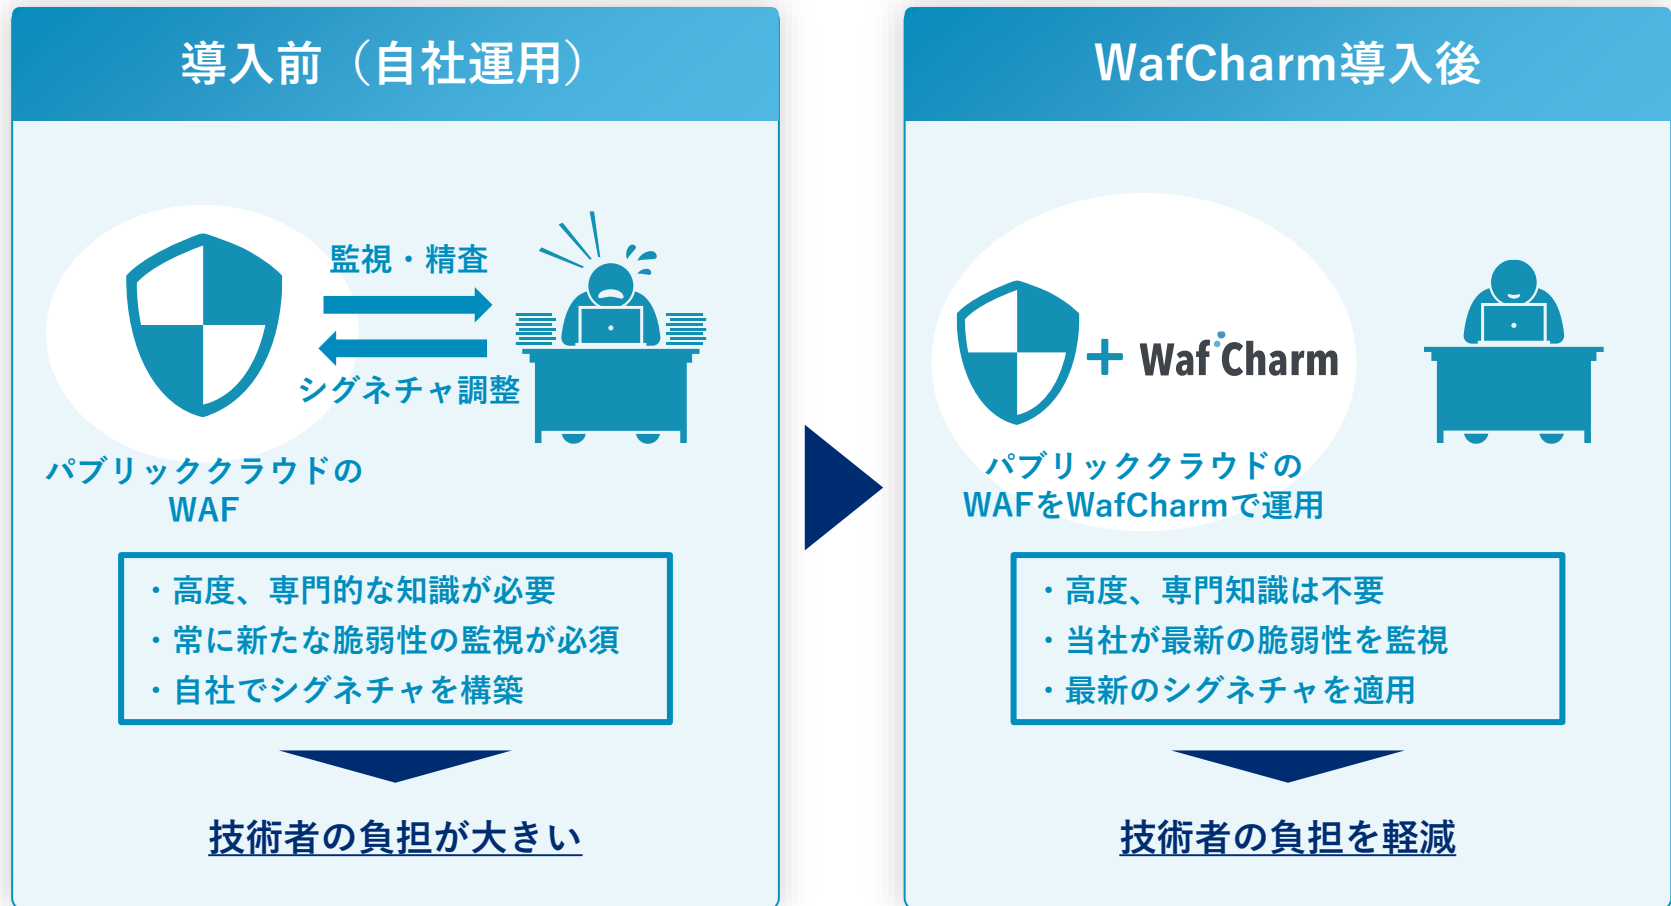 導入前（自社運用）
監視・精査
シグネチャ調整
パブリッククラウドの
WAF
・高度、専門的な知識が必要
・常に新たな脆弱性の監視が必須
・自社でシグネチャを構築
技術者の負担が大きい
WafCharm導入後
+ WafCharm
パブリッククラウドの
WAFをWafCharmで運用
・高度、専門知識は不要
・当社が最新の脆弱性を監視
・最新のシグネチャを適用
技術者の負担を軽減